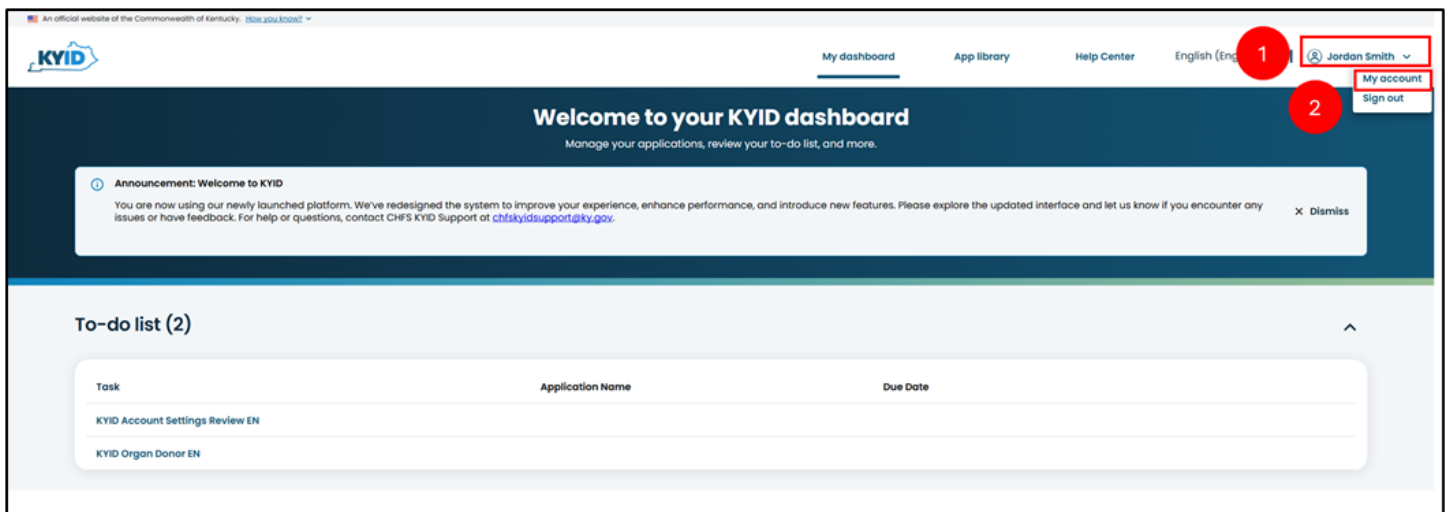 An official website of the Commonwealth of Kentucky. How you know? 
KYID
My dashboard
App library
Help Center
English (Eng
1
Jordan Smith
My account
Sign out
2
Welcome to your KYID dashboard
Manage your applications, review your to-do list, and more.
Announcement: Welcome to KYID
You are now using our newly launched platform. We've redesigned the system to improve your experience, enhance performance, and introduce new features. Please explore the updated interface and let us know if you encounter any
issues or have feedback. For help or questions, contact CHFS KYID Support at chfskyidsupport@ky.gov.
X Dismiss
To-do list (2)
Task Application Name Due Date
KYID Account Settings Review EN
KYID Organ Donor EN